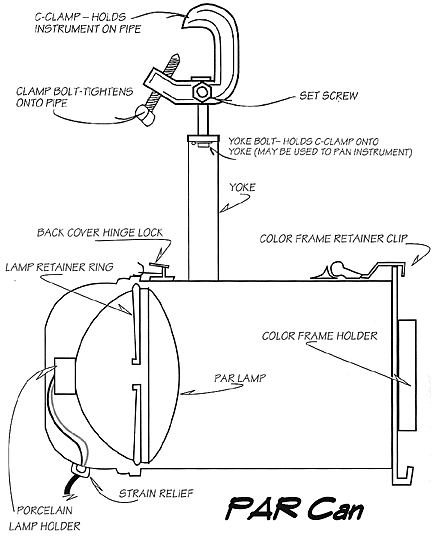 C-CLAMP – HOLDS
INSTRUMENT ON PIPE
CLAMP BOLT-TIGHTENS
ONTO PIPE
SET SCREW
YOKE BOLT– HOLDS C-CLAMP ONTO
YOKE (MAY BE USED TO PAN INSTRUMENT)
YOKE
BACK COVER HINGE LOCK
COLOR FRAME RETAINER CLIP
LAMP RETAINER RING
COLOR FRAME HOLDER
PAR LAMP
STRAIN RELIEF
PORCELAIN
LAMP HOLDER
PAR Can